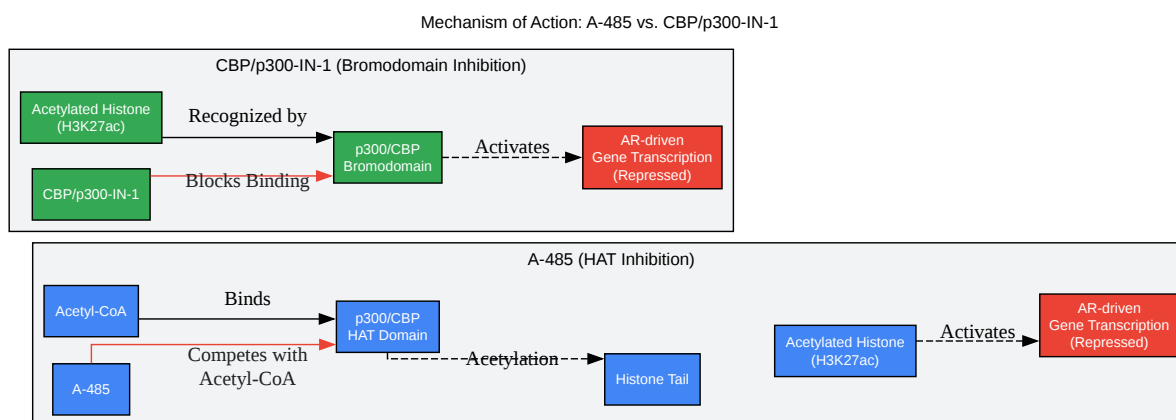 Mechanism of Action: A-485 vs. CBP/p300-IN-1
CBP/p300-IN-1 (Bromodomain Inhibition)
Acetylated Histone
(H3K27ac)
Recognized by
p300/CBP
Bromodomain
Activates
AR-driven
Gene Transcription
(Repressed)
CBP/p300-IN-1
Blocks Binding
A-485 (HAT Inhibition)
Acetyl-CoA
Binds
p300/CBP
HAT Domain
A-485
Competes with
Acetyl-CoA
Acetylation
Histone Tail
Acetylated Histone
(H3K27ac)
Activates
AR-driven
Gene Transcription
(Repressed)